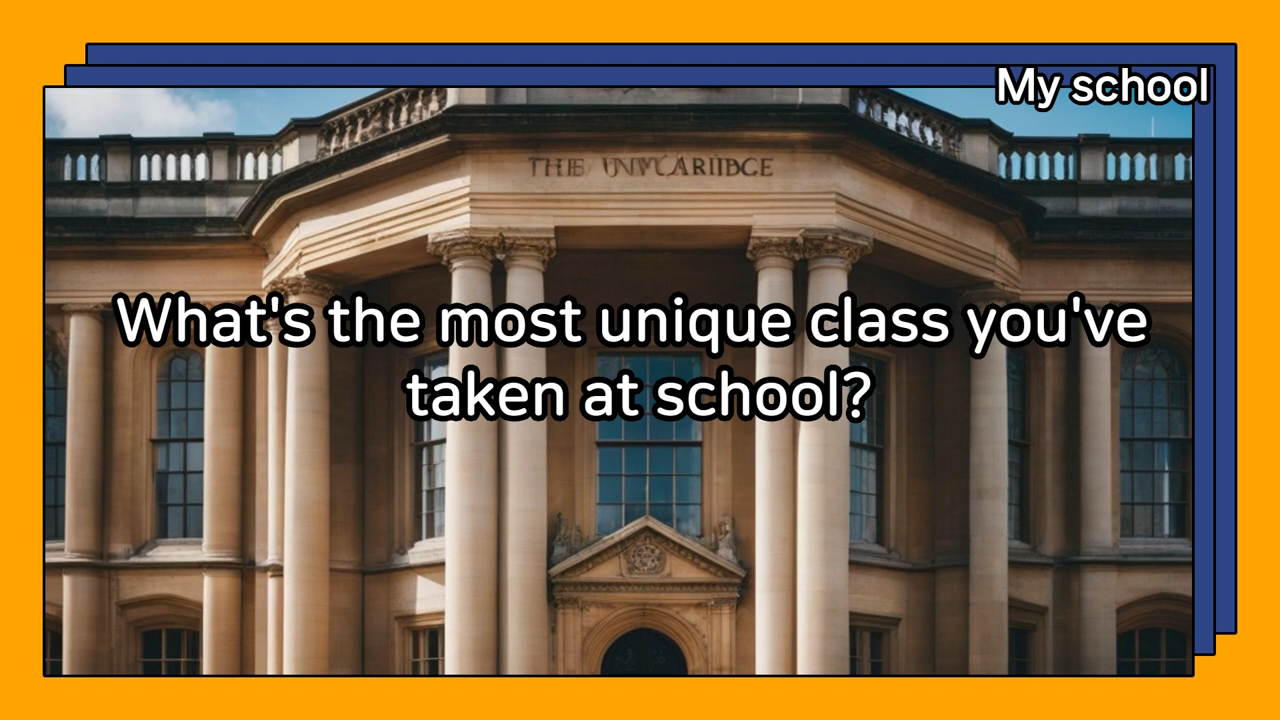 My school
THE
What's the most unique class you've
taken at school?